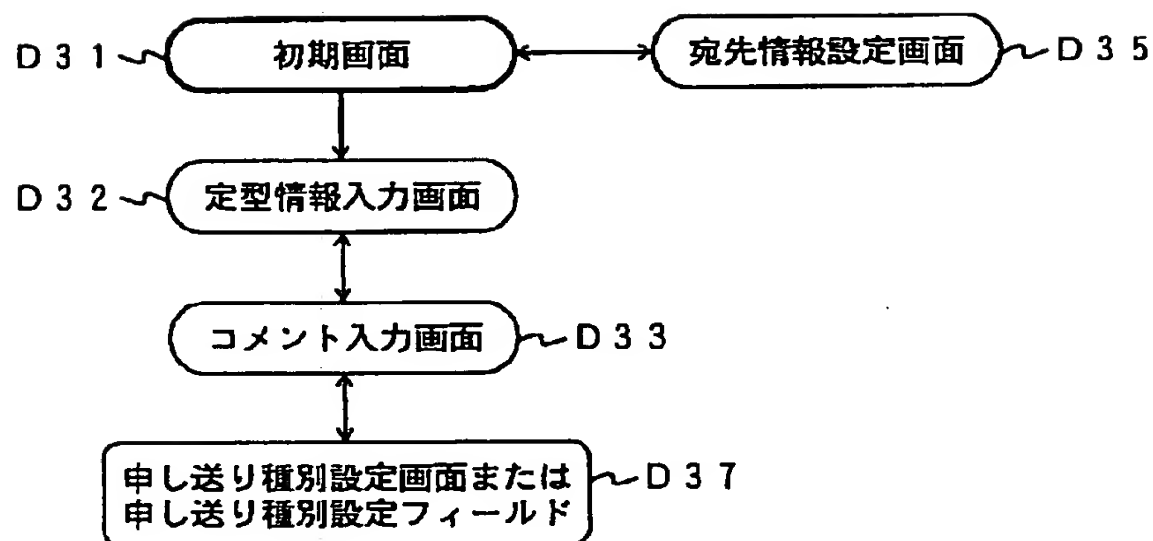 D31 初期画面 宛先情報設定画面 D35
D32 定型情報入力画面
コメント入力画面 D33
申し送り種別設定画面または D37
申し送り種別設定フィールド